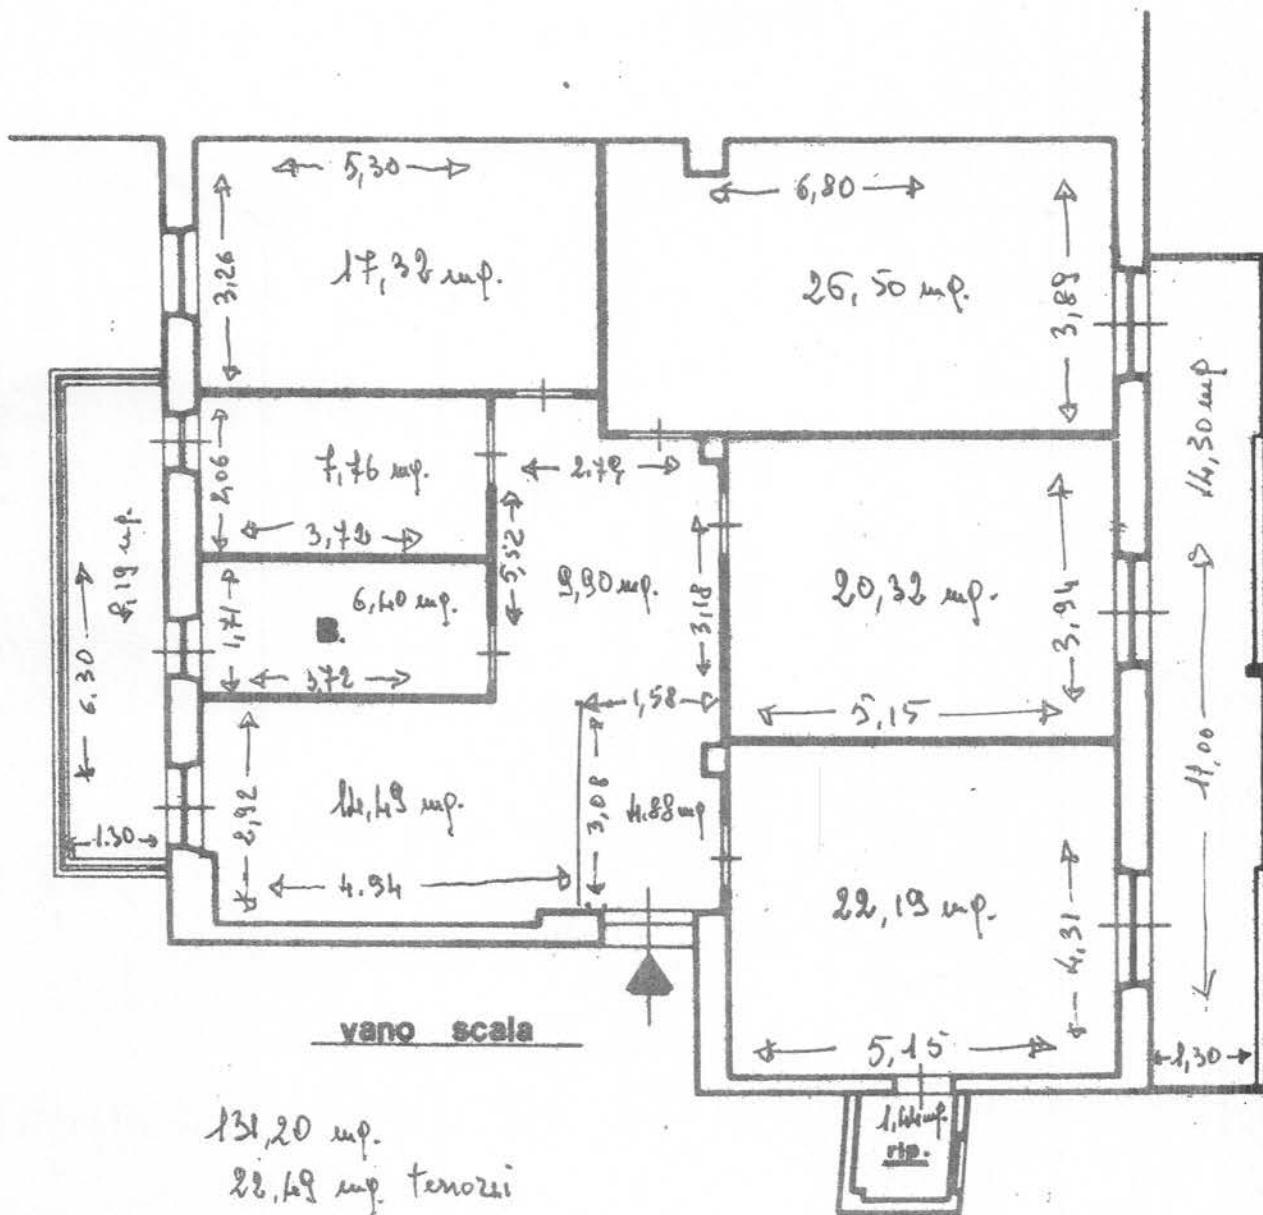 5,30
6,80
3,26
17,32 mq.
26,50 mq.
3,89
14,30 mq
2,06
7,76 mq.
3,72
2.79
5,52
8,19 mq.
6.30
1,71
6,40 mq.
B.
3,72
9,90 mq.
3,18
20,32 mq.
3,94
5,15
11,00
1,58
2,92
14,49 mq.
3,08
4.88 mq
4.94
1.30
22,19 mq.
4,31
5,15
1,30
vano scala
1,44 mq.
rip.
131,20 mq.
22,49 mq. terrazzi